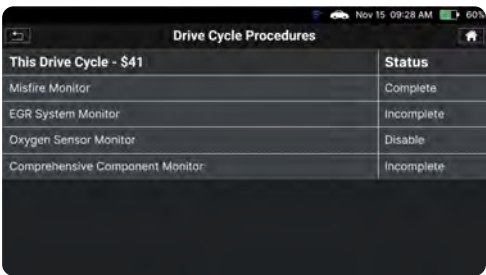 Nov 15 09:28 AM 60%
Drive Cycle Procedures
This Drive Cycle - $41 Status
Misfire Monitor Complete
EGR System Monitor Incomplete
Oxygen Sensor Monitor Disable
Comprehensive Component Monitor Incomplete